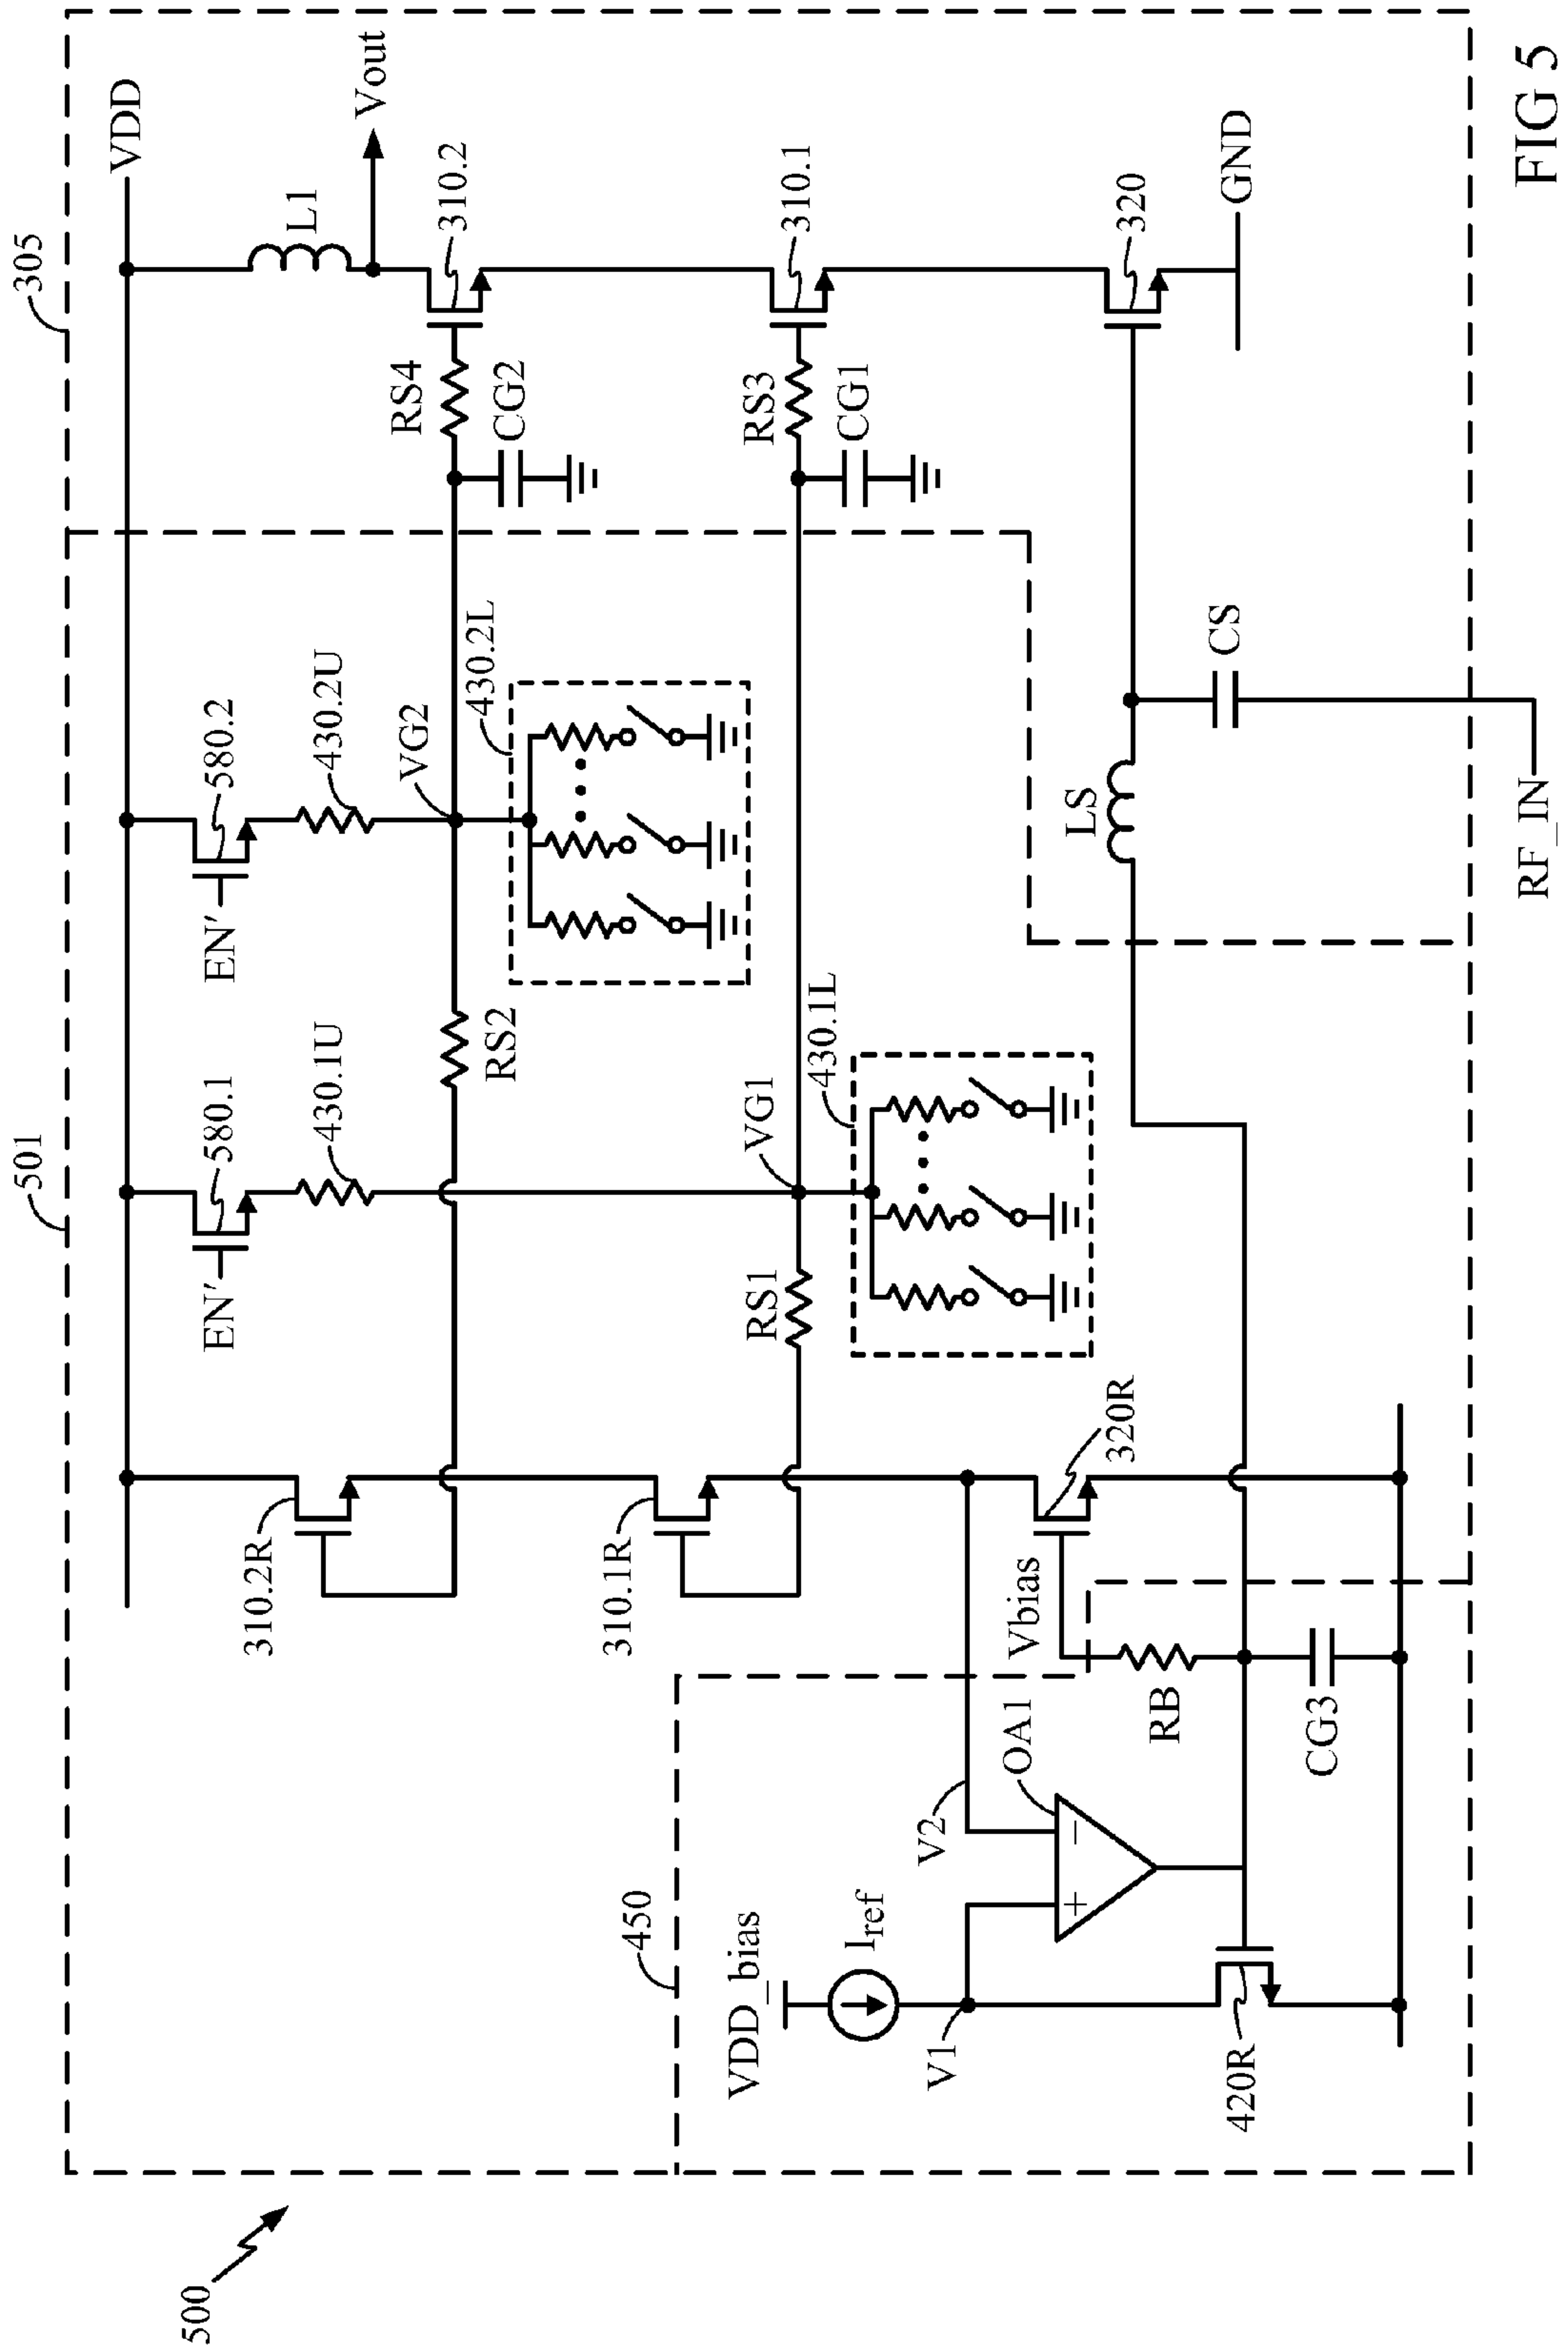 500
501
305
VDD
310.2R
EN′
580.1
430.1U
EN′
580.2
430.2U
L1
Vout
RS2
VG2
430.2L
RS4
CG2
310.2
310.1R
RS1
VG1
430.1L
RS3
CG1
310.1
450
VDD_bias
Iref
V1
V2
OA1
+
−
Vbias
320R
420R
RB
CG3
LS
CS
320
GND
RF_IN
FIG 5